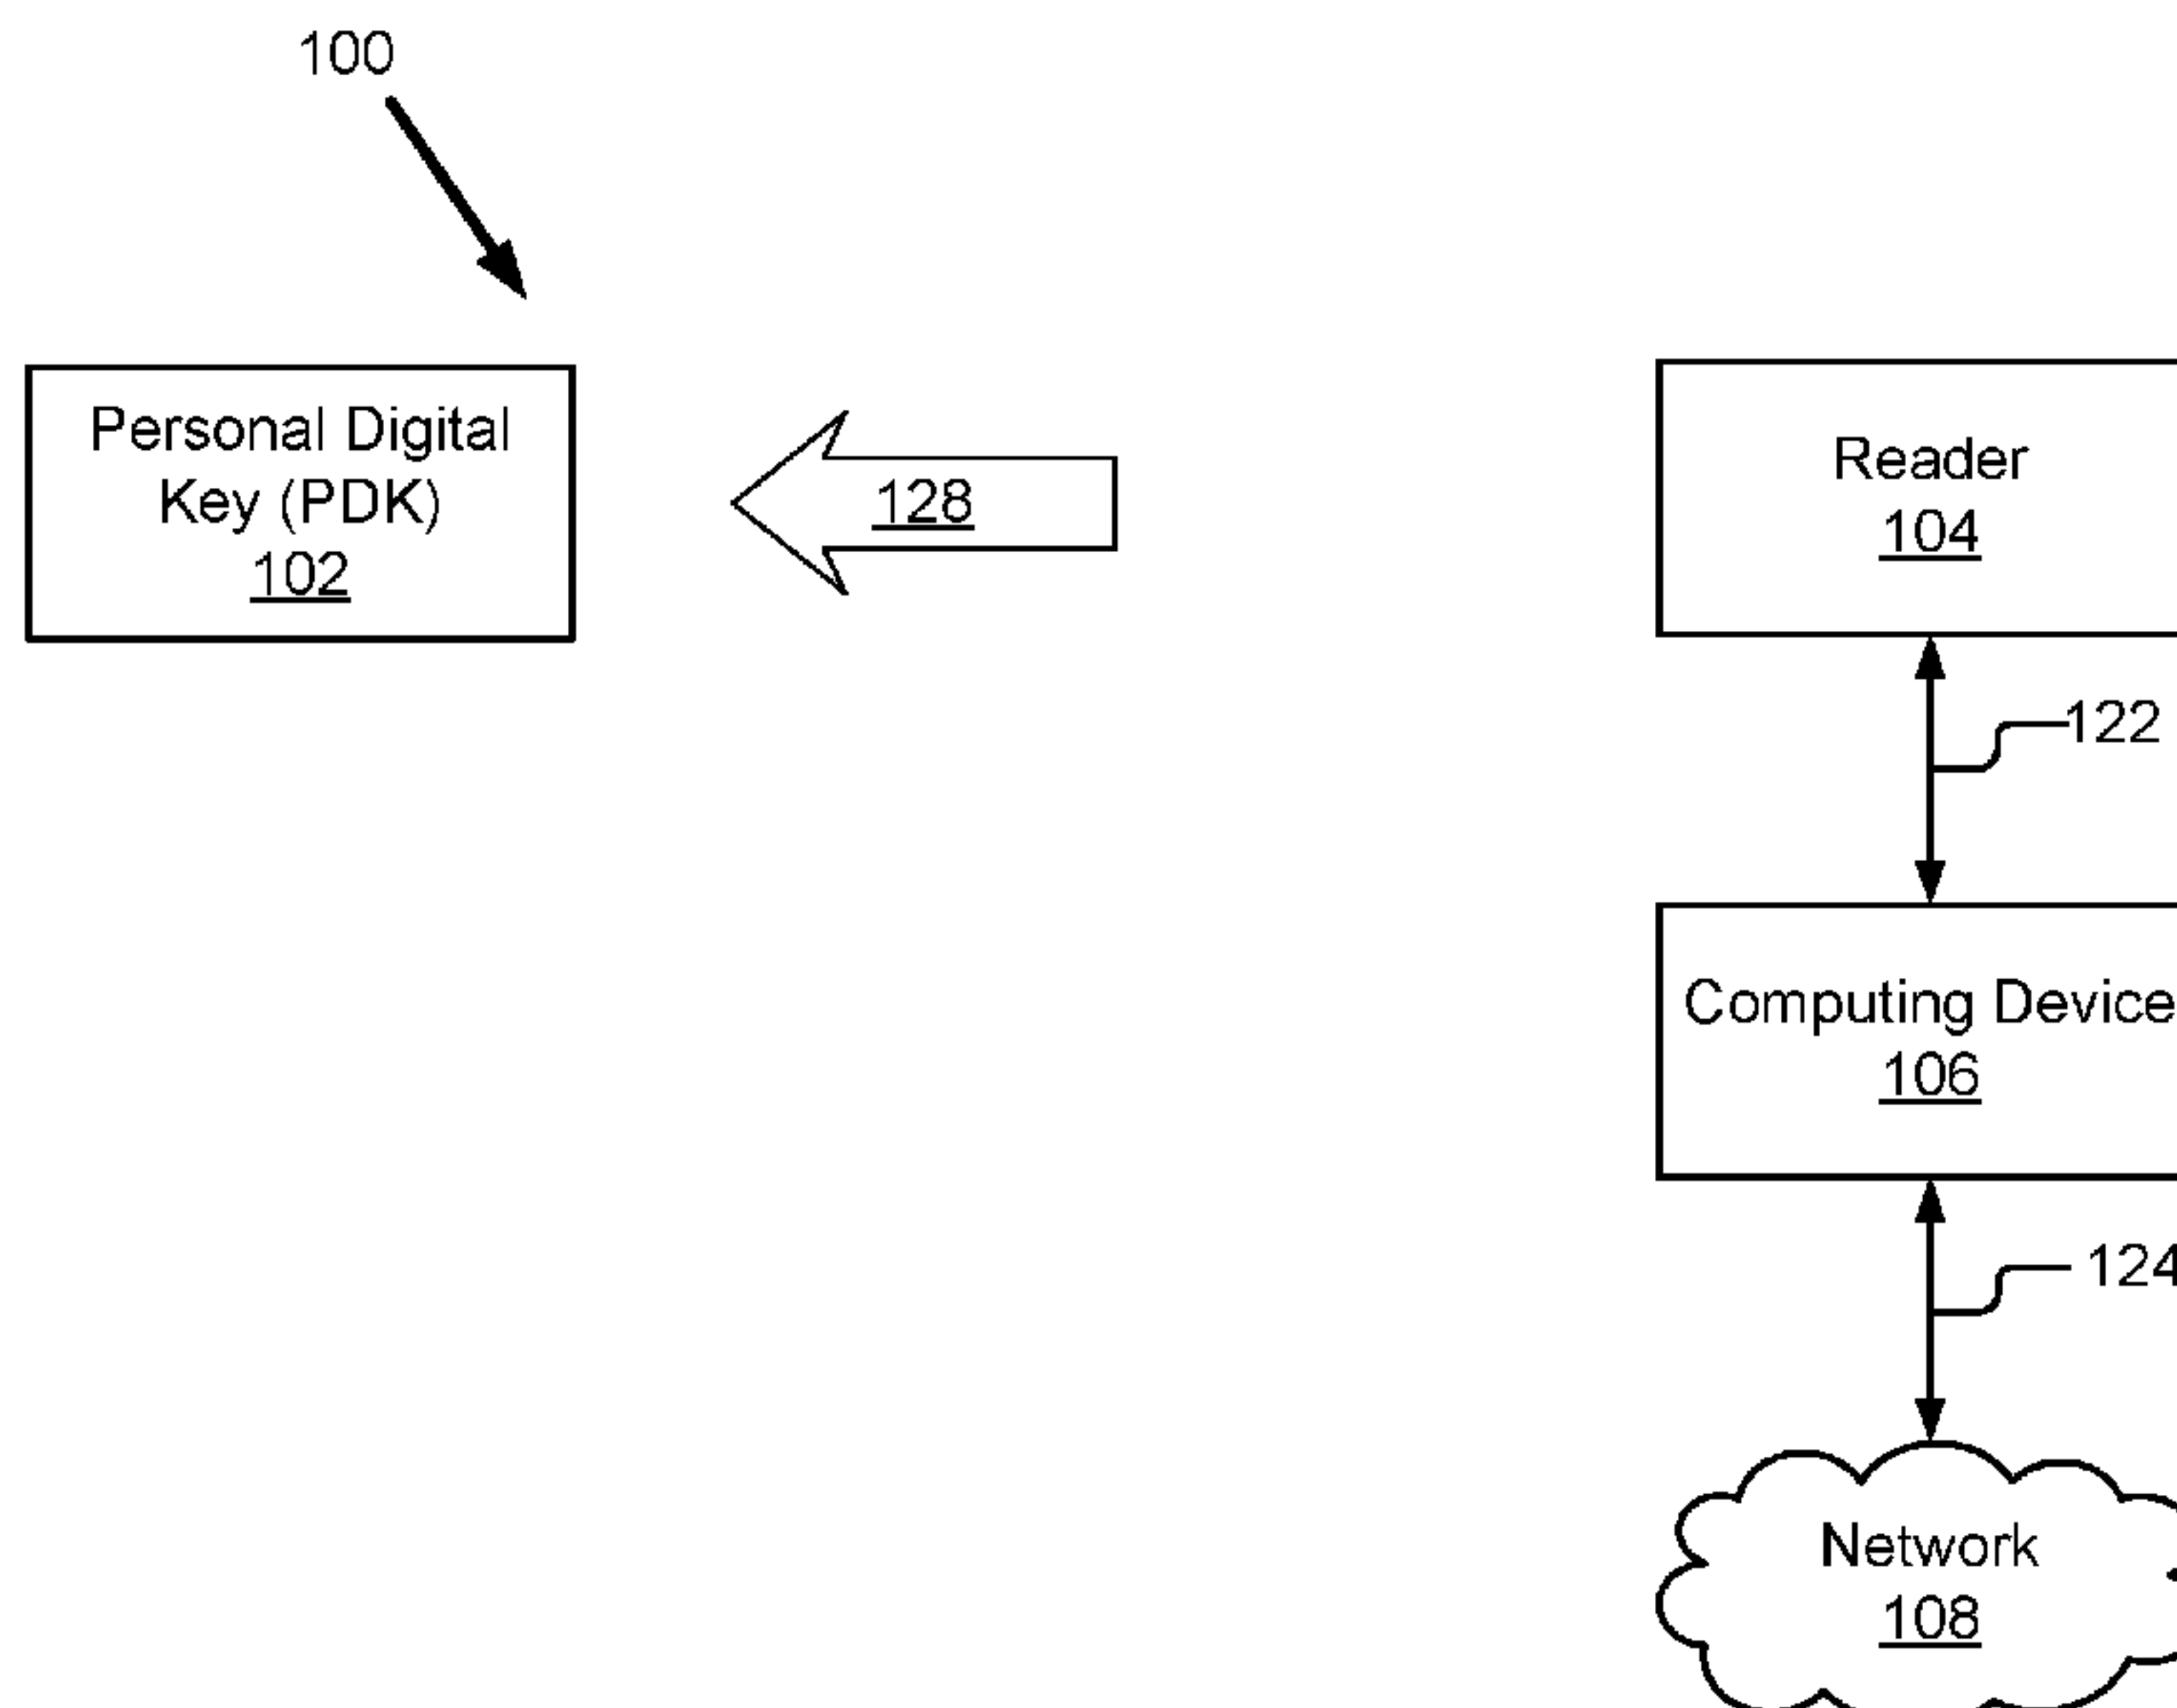 100
Personal Digital
Key (PDK)
102
128
Reader
104
122
Computing Device
106
124
Network
108